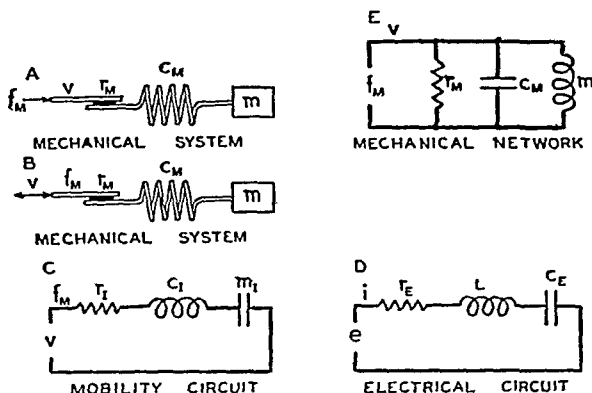 A
f_M v r_M C_M m
MECHANICAL SYSTEM
B
v f_M r_M C_M m
MECHANICAL SYSTEM
C
f_M r_I C_I m_I
v
MOBILITY CIRCUIT
E v
f_M r_M C_M m
MECHANICAL NETWORK
D
i r_E L C_E
e
ELECTRICAL CIRCUIT